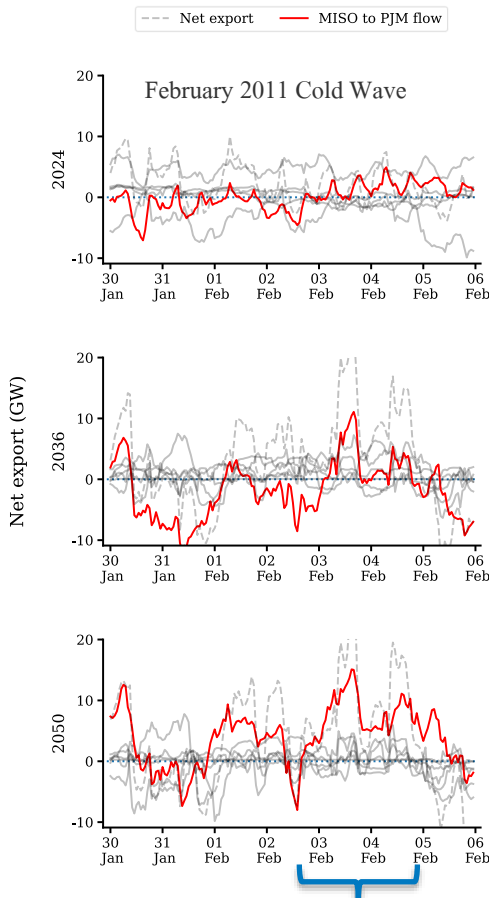 Net export MISO to PJM flow
February 2011 Cold Wave
Net export (GW)
2024
20
10
0
-10
30 31 01 02 03 04 05 06
Jan Jan Feb Feb Feb Feb Feb Feb
2036
20
10
0
-10
30 31 01 02 03 04 05 06
Jan Jan Feb Feb Feb Feb Feb Feb
2050
20
10
0
-10
30 31 01 02 03 04 05 06
Jan Jan Feb Feb Feb Feb Feb Feb